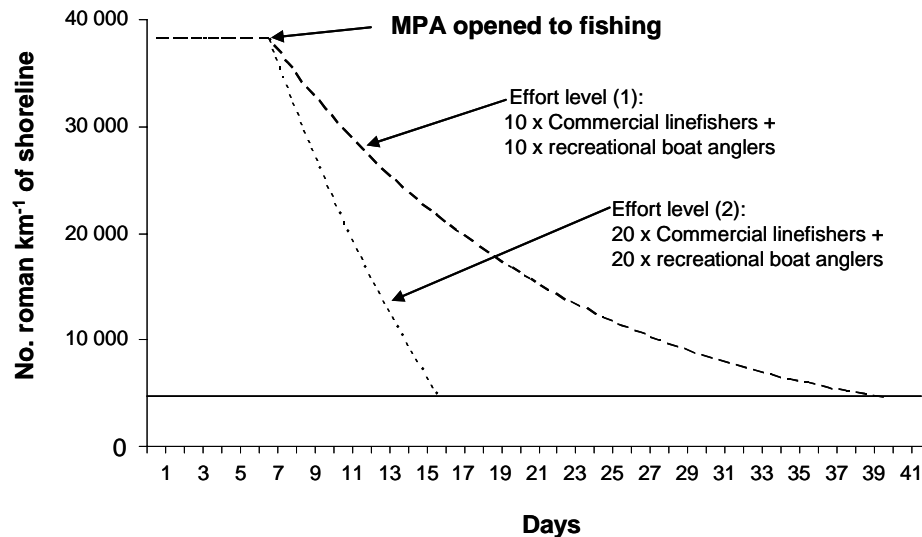 MPA opened to fishing
Effort level (1):
10 x Commercial linefishers +
10 x recreational boat anglers
Effort level (2):
20 x Commercial linefishers +
20 x recreational boat anglers
No. roman km⁻¹ of shoreline
40 000
30 000
20 000
10 000
0
1 3 5 7 9 11 13 15 17 19 21 23 25 27 29 31 33 35 37 39 41
Days